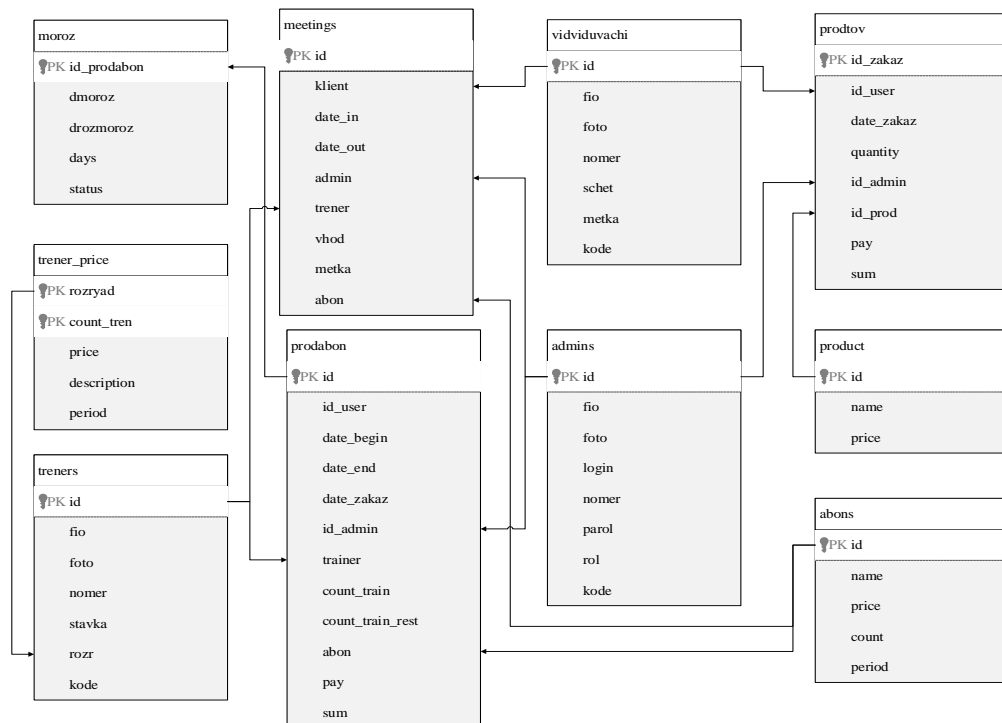 moroz
PK id_prodabon
dmoroz
drozmoroz
days
status
trener_price
PK rozryad
PK count_tren
price
description
period
treners
PK id
fio
foto
nomer
stavka
rozr
kode
meetings
PK id
klient
date_in
date_out
admin
trener
vhod
metka
abon
prodabon
PK id
id_user
date_begin
date_end
date_zakaz
id_admin
trainer
count_train
count_train_rest
abon
pay
sum
vidviduvachi
PK id
fio
foto
nomer
schet
metka
kode
admins
PK id
fio
foto
login
nomer
parol
rol
kode
prodtov
PK id_zakaz
id_user
date_zakaz
quantity
id_admin
id_prod
pay
sum
product
PK id
name
price
abons
PK id
name
price
count
period